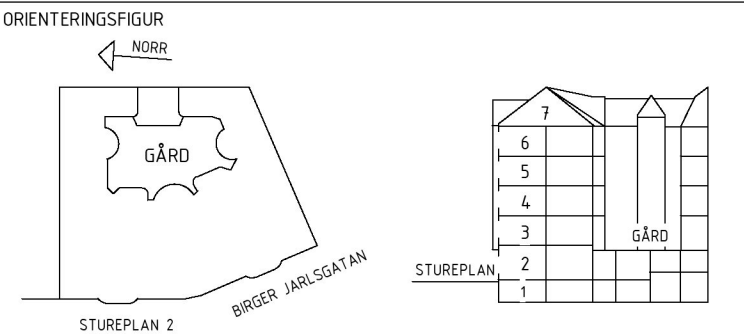 ORIENTERINGSFIGUR
NORR
GÅRD
BIRGER JARLSGATAN
STUREPLAN 2
7
6
5
4
3
GÅRD
STUREPLAN
2
1